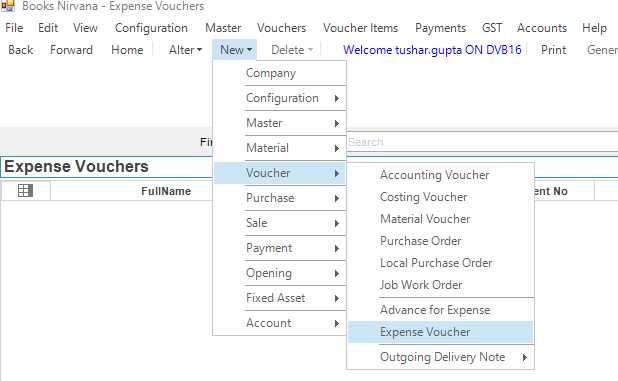 Books Nirvana - Expense Vouchers
File Edit View Configuration Master Vouchers Voucher Items Payments GST Accounts Help
Back Forward Home Alter New Delete Welcome tushar.gupta ON DVB16 Print Gener
Company
Configuration
Master
Material
Voucher
Purchase
Sale
Payment
Opening
Fixed Asset
Account
Search
Expense Vouchers
FullName
Accounting Voucher
Costing Voucher
Material Voucher
Purchase Order
Local Purchase Order
Job Work Order
Advance for Expense
Expense Voucher
Outgoing Delivery Note
No